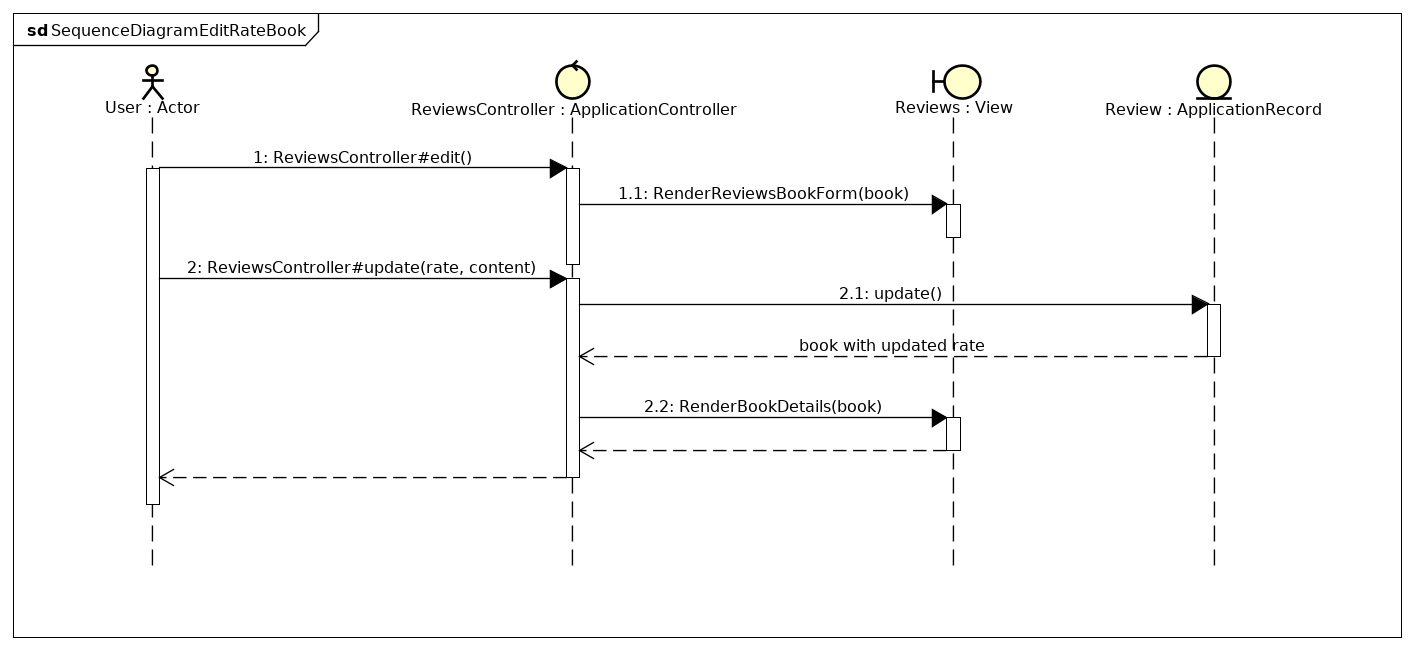 sd SequenceDiagramEditRateBook
User : Actor
ReviewsController : ApplicationController
Reviews : View
Review : ApplicationRecord
1: ReviewsController#edit()
1.1: RenderReviewsBookForm(book)
2: ReviewsController#update(rate, content)
2.1: update()
book with updated rate
2.2: RenderBookDetails(book)